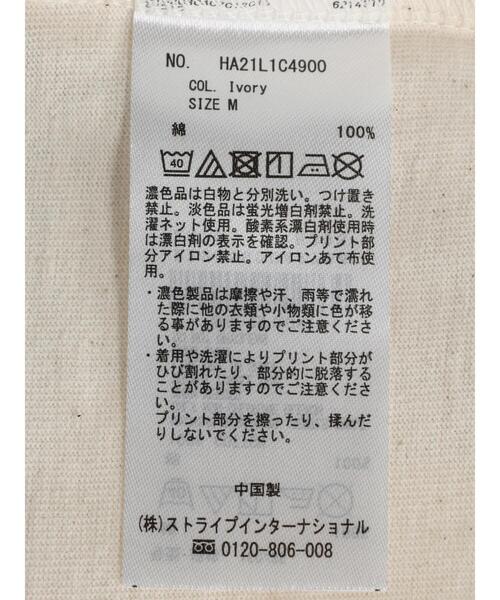 NO. HA21L1C4900
COL. Ivory
SIZE M
綿 100%
40
濃色品は白物と分別洗い。つけ置き
禁止。淡色品は蛍光増白剤禁止。洗
濯ネット使用。酸素系漂白剤使用時
は漂白剤の表示を確認。プリント部
分アイロン禁止。アイロンあて布使
用。
・濃色製品は摩擦や汗、雨等で濡れ
た際に他の衣類や小物類に色が移
る事がありますのでご注意くださ
い。
・着用や洗濯によりプリント部分が
ひび割れたり、部分的に脱落する
ことがありますのでご注意くださ
い。
プリント部分を擦ったり、揉んだ
りしないでください。
中国製
(株)ストライプインターナショナル
0120-806-008